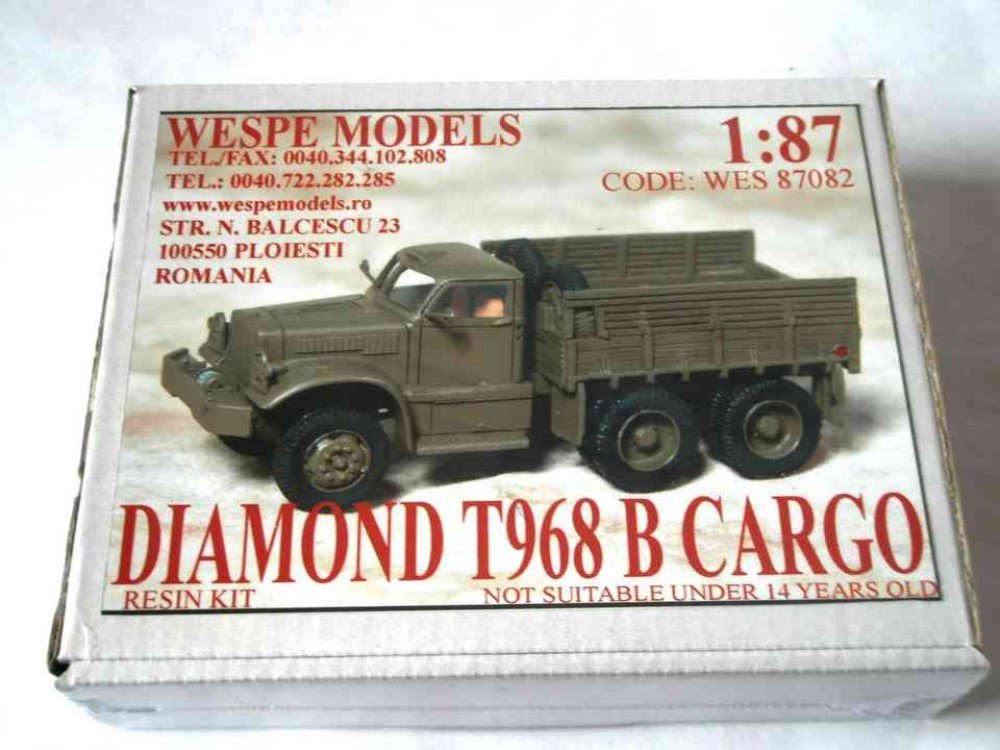 WESPE MODELS
TEL./FAX: 0040.344.102.808
TEL.: 0040.722.282.285
www.wespemodels.ro
STR. N. BALCESCU 23
100550 PLOIESTI
ROMANIA
1:87
CODE: WES 87082
DIAMOND T968 B CARGO
RESIN KIT
NOT SUITABLE UNDER 14 YEARS OLD